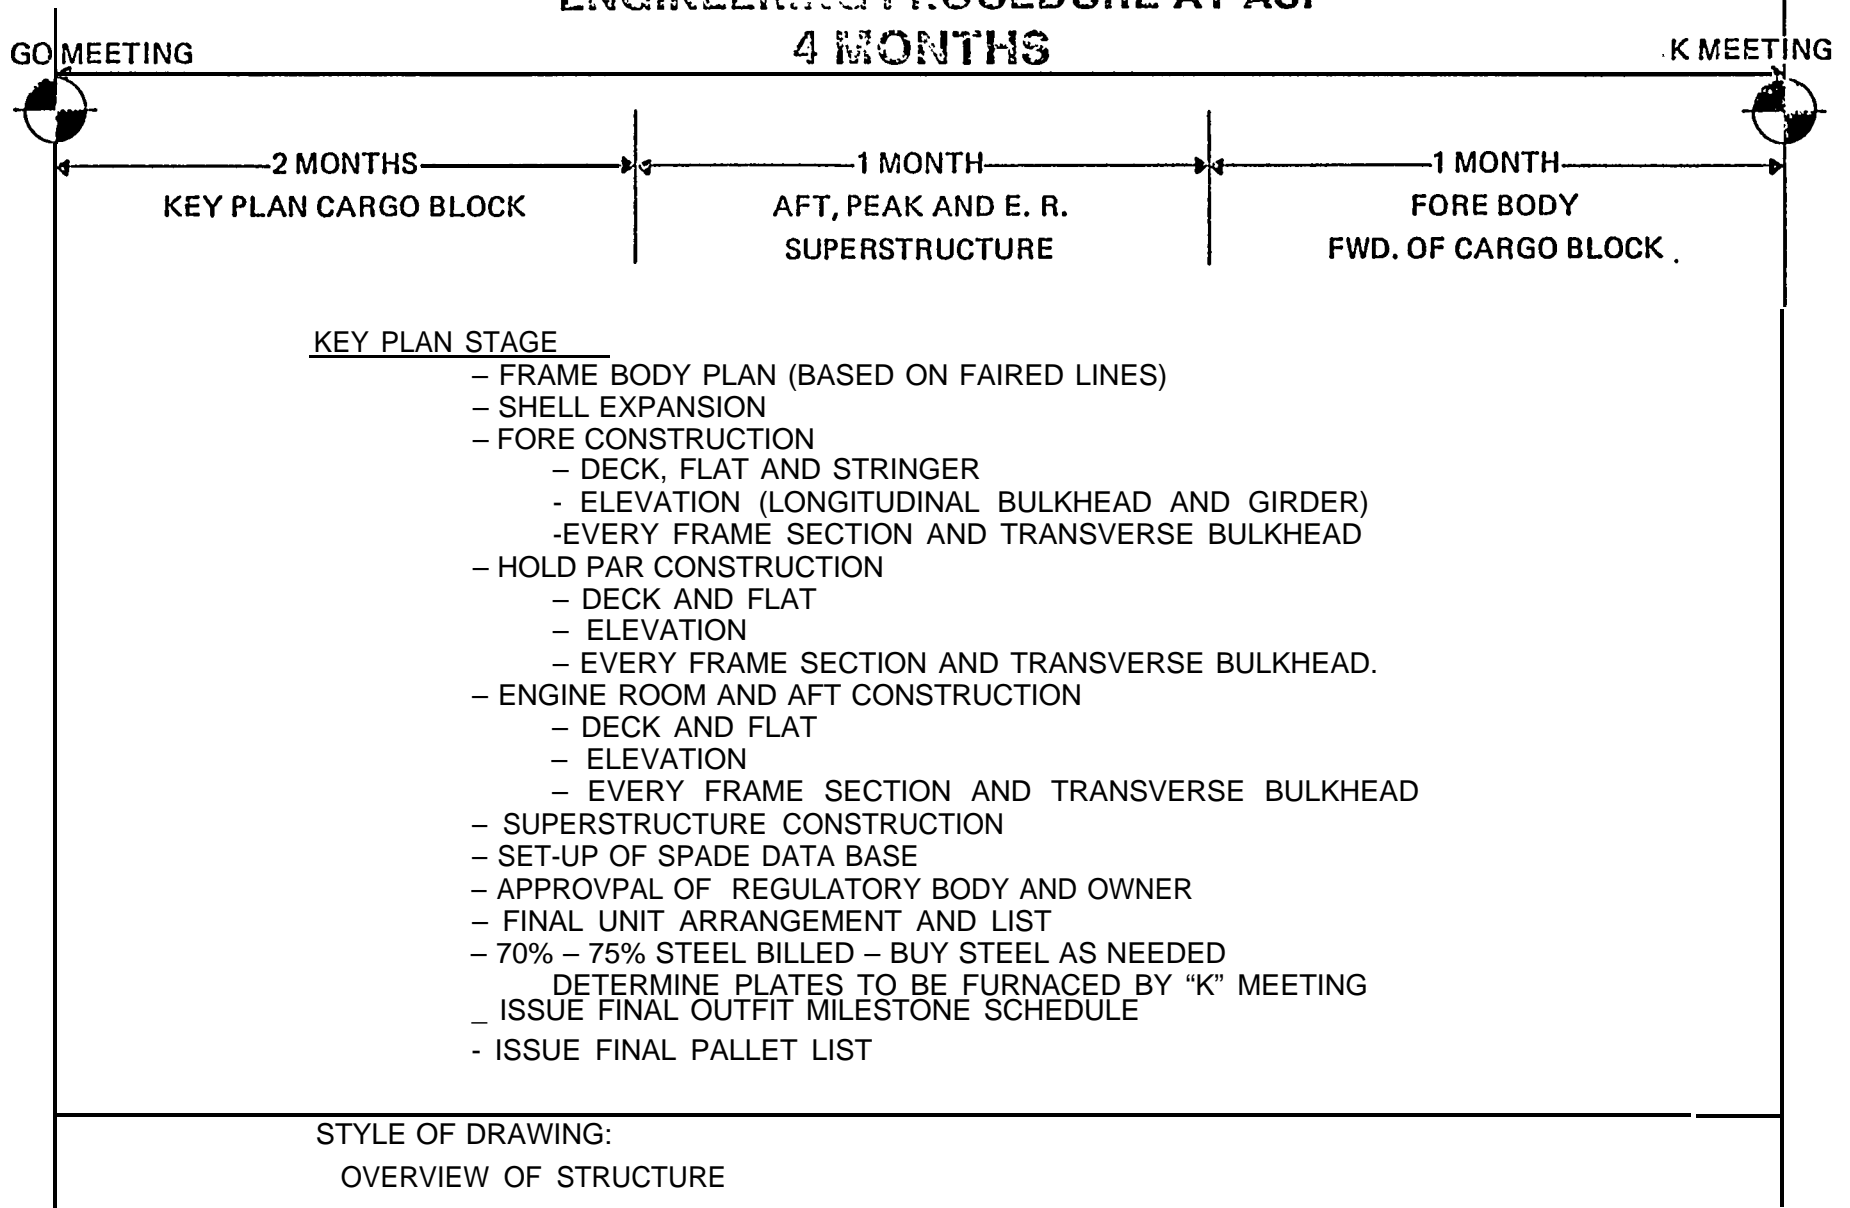 ENGINEERING PROCEDURE AT ASI
4 MONTHS
GO MEETING
K MEETING
2 MONTHS
1 MONTH
1 MONTH
KEY PLAN CARGO BLOCK
AFT, PEAK AND E. R.
FORE BODY
SUPERSTRUCTURE
FWD. OF CARGO BLOCK .
KEY PLAN STAGE
– FRAME BODY PLAN (BASED ON FAIRED LINES)
– SHELL EXPANSION
– FORE CONSTRUCTION
– DECK, FLAT AND STRINGER
- ELEVATION (LONGITUDINAL BULKHEAD AND GIRDER)
-EVERY FRAME SECTION AND TRANSVERSE BULKHEAD
– HOLD PAR CONSTRUCTION
– DECK AND FLAT
– ELEVATION
– EVERY FRAME SECTION AND TRANSVERSE BULKHEAD.
– ENGINE ROOM AND AFT CONSTRUCTION
– DECK AND FLAT
– ELEVATION
– EVERY FRAME SECTION AND TRANSVERSE BULKHEAD
– SUPERSTRUCTURE CONSTRUCTION
– SET-UP OF SPADE DATA BASE
– APPROVPAL OF REGULATORY BODY AND OWNER
– FINAL UNIT ARRANGEMENT AND LIST
– 70% – 75% STEEL BILLED – BUY STEEL AS NEEDED
DETERMINE PLATES TO BE FURNACED BY “K” MEETING
_ ISSUE FINAL OUTFIT MILESTONE SCHEDULE
- ISSUE FINAL PALLET LIST
STYLE OF DRAWING:
OVERVIEW OF STRUCTURE